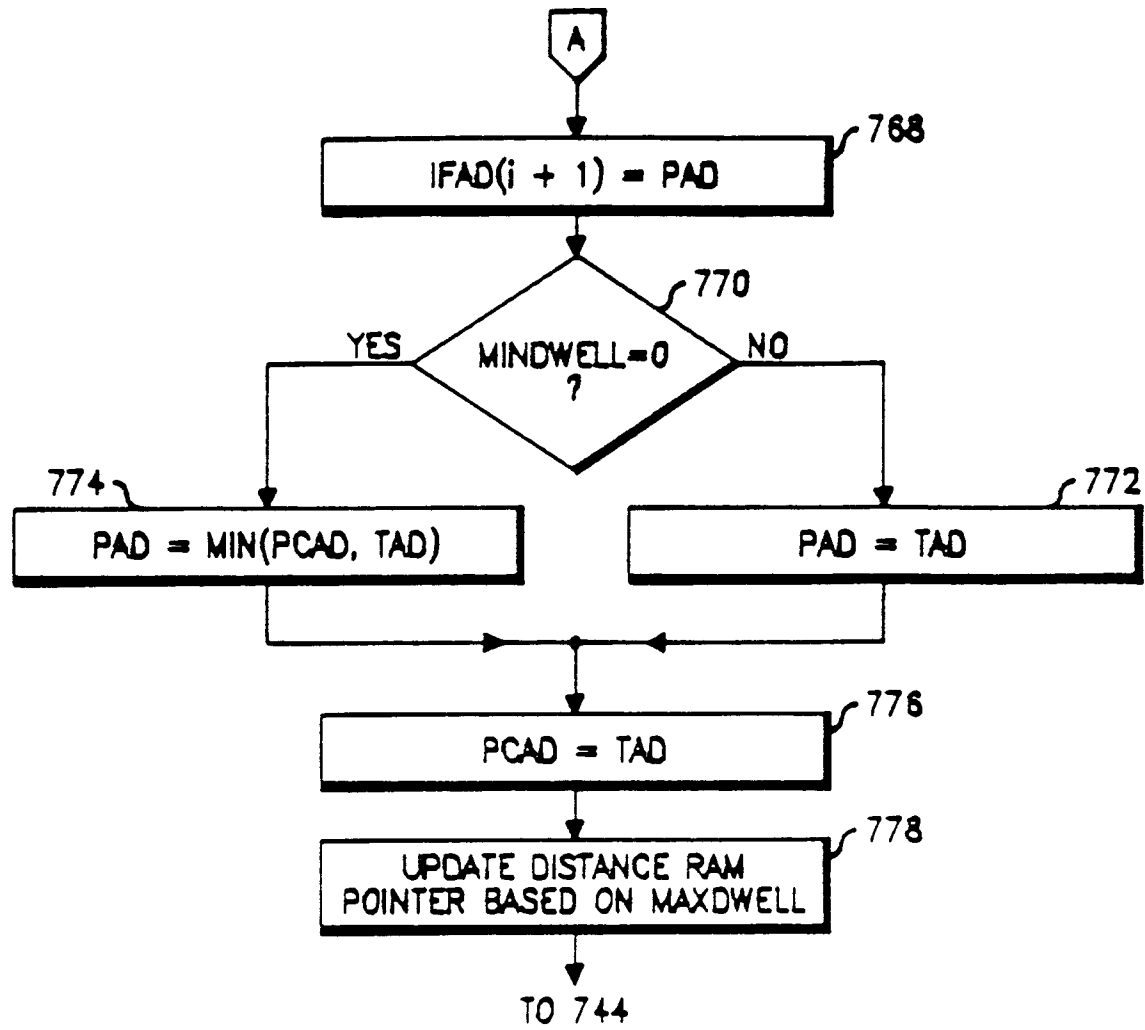 A
768
IFAD(i + 1) = PAD
770
YES
MINDWELL=0
?
NO
774
PAD = MIN(PCAD, TAD)
772
PAD = TAD
776
PCAD = TAD
778
UPDATE DISTANCE RAM
POINTER BASED ON MAXDWELL
TO 744